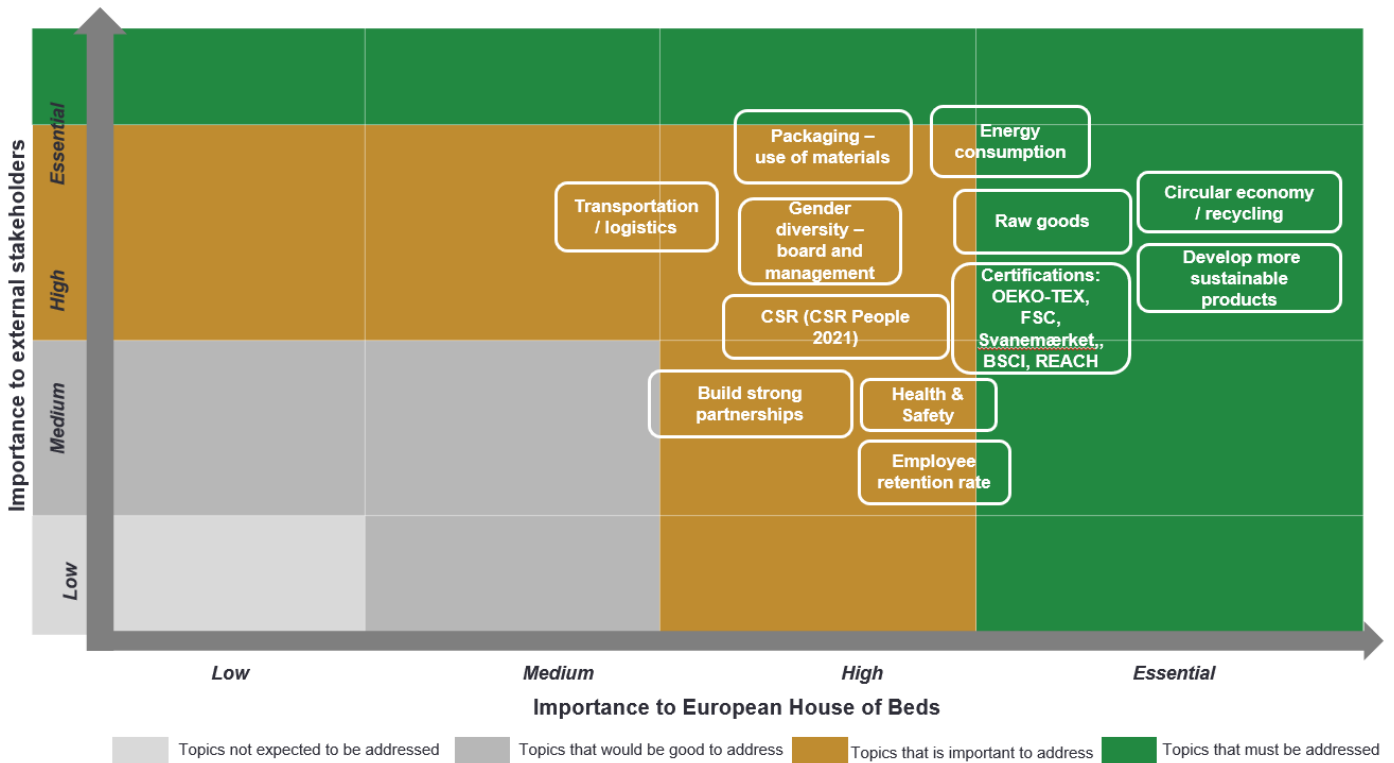 Importance to external stakeholders
Essential
High
Medium
Low
Packaging –
use of materials
Energy
consumption
Transportation
/ logistics
Gender
diversity –
board and
management
Raw goods
Circular economy
/ recycling
Develop more
sustainable
products
Certifications:
OEKO-TEX,
FSC,
Svanemærket,,
BSCI, REACH
CSR (CSR People
2021)
Build strong
partnerships
Health &
Safety
Employee
retention rate
Low
Medium
High
Essential
Importance to European House of Beds
Topics not expected to be addressed
Topics that would be good to address
Topics that is important to address
Topics that must be addressed